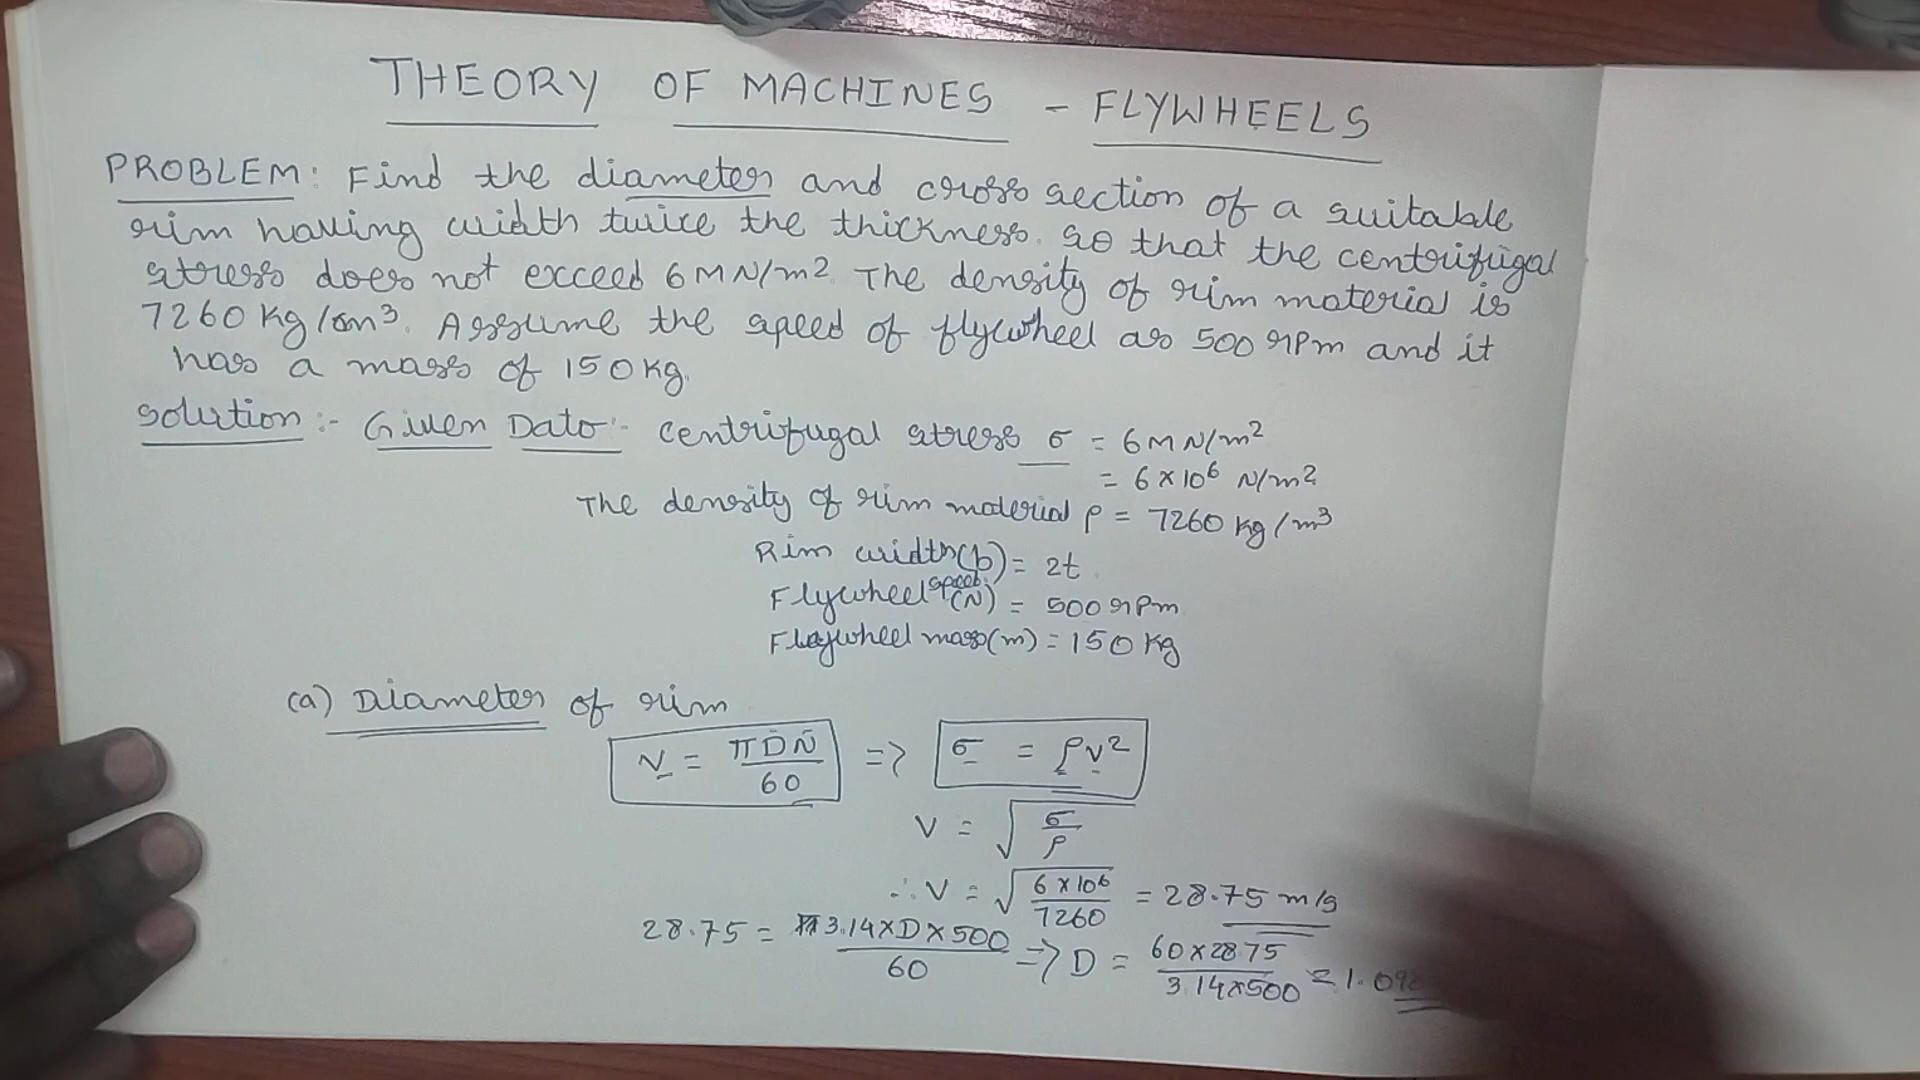 THEORY OF MACHINES - FLYWHEELS
PROBLEM: Find the diameter and cross section of a suitable
rim having width twice the thickness. so that the centrifugal
stress does not exceed 6 MN/m2. The density of rim material is
7260 kg/m3. Assume the speed of flywheel as 500 rpm and it
has a mass of 150 kg.
Solution :- Given Data :- centrifugal stress σ = 6 MN/m2
= 6 x 10^6 N/m2
The density of rim material ρ = 7260 kg/m3
Rim width (b) = 2t
Flywheel speed (N) = 500 rpm
Flywheel mass (m) = 150 kg
(a) Diameter of rim
V = πDN/60 => σ = ρv2
V = √(σ/ρ)
∴ V = √(6 x 10^6/7260) = 28.75 m/s
28.75 = 3.14 x D x 500/60 => D = 60 x 28.75/3.14 x 500 = 1.09